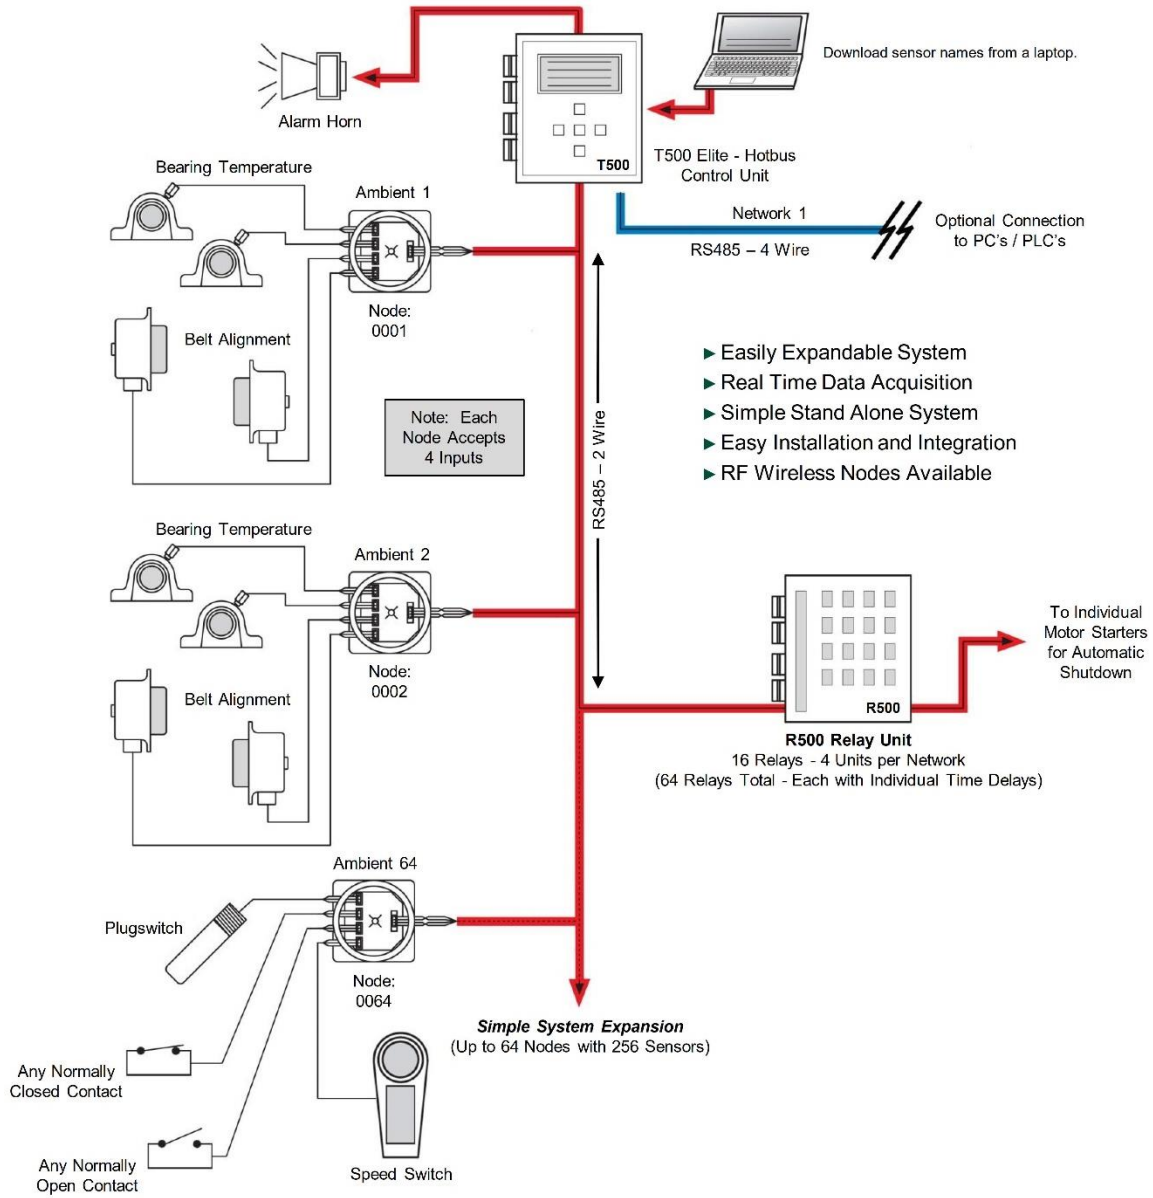 Download sensor names from a laptop.
Alarm Horn
T500
T500 Elite - Hotbus
Control Unit
Bearing Temperature
Ambient 1
Network 1
RS485 – 4 Wire
Optional Connection
to PC's / PLC's
Node:
0001
Belt Alignment
Note: Each
Node Accepts
4 Inputs
RS485 – 2 Wire
► Easily Expandable System
► Real Time Data Acquisition
► Simple Stand Alone System
► Easy Installation and Integration
► RF Wireless Nodes Available
Bearing Temperature
Ambient 2
Node:
0002
Belt Alignment
R500
To Individual
Motor Starters
for Automatic
Shutdown
R500 Relay Unit
16 Relays - 4 Units per Network
(64 Relays Total - Each with Individual Time Delays)
Ambient 64
Plugswitch
Node:
0064
Simple System Expansion
(Up to 64 Nodes with 256 Sensors)
Any Normally
Closed Contact
Any Normally
Open Contact
Speed Switch